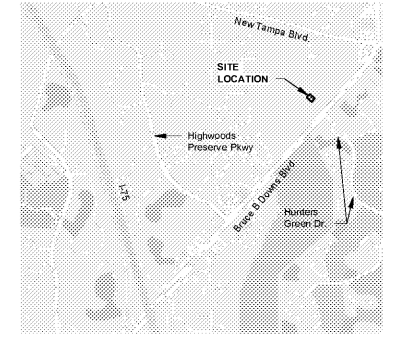 New Tampa Blvd.
SITE
LOCATION
Highwoods
Preserve Pkwy
I-75
Bruce B Downs Blvd
Hunters
Green Dr.